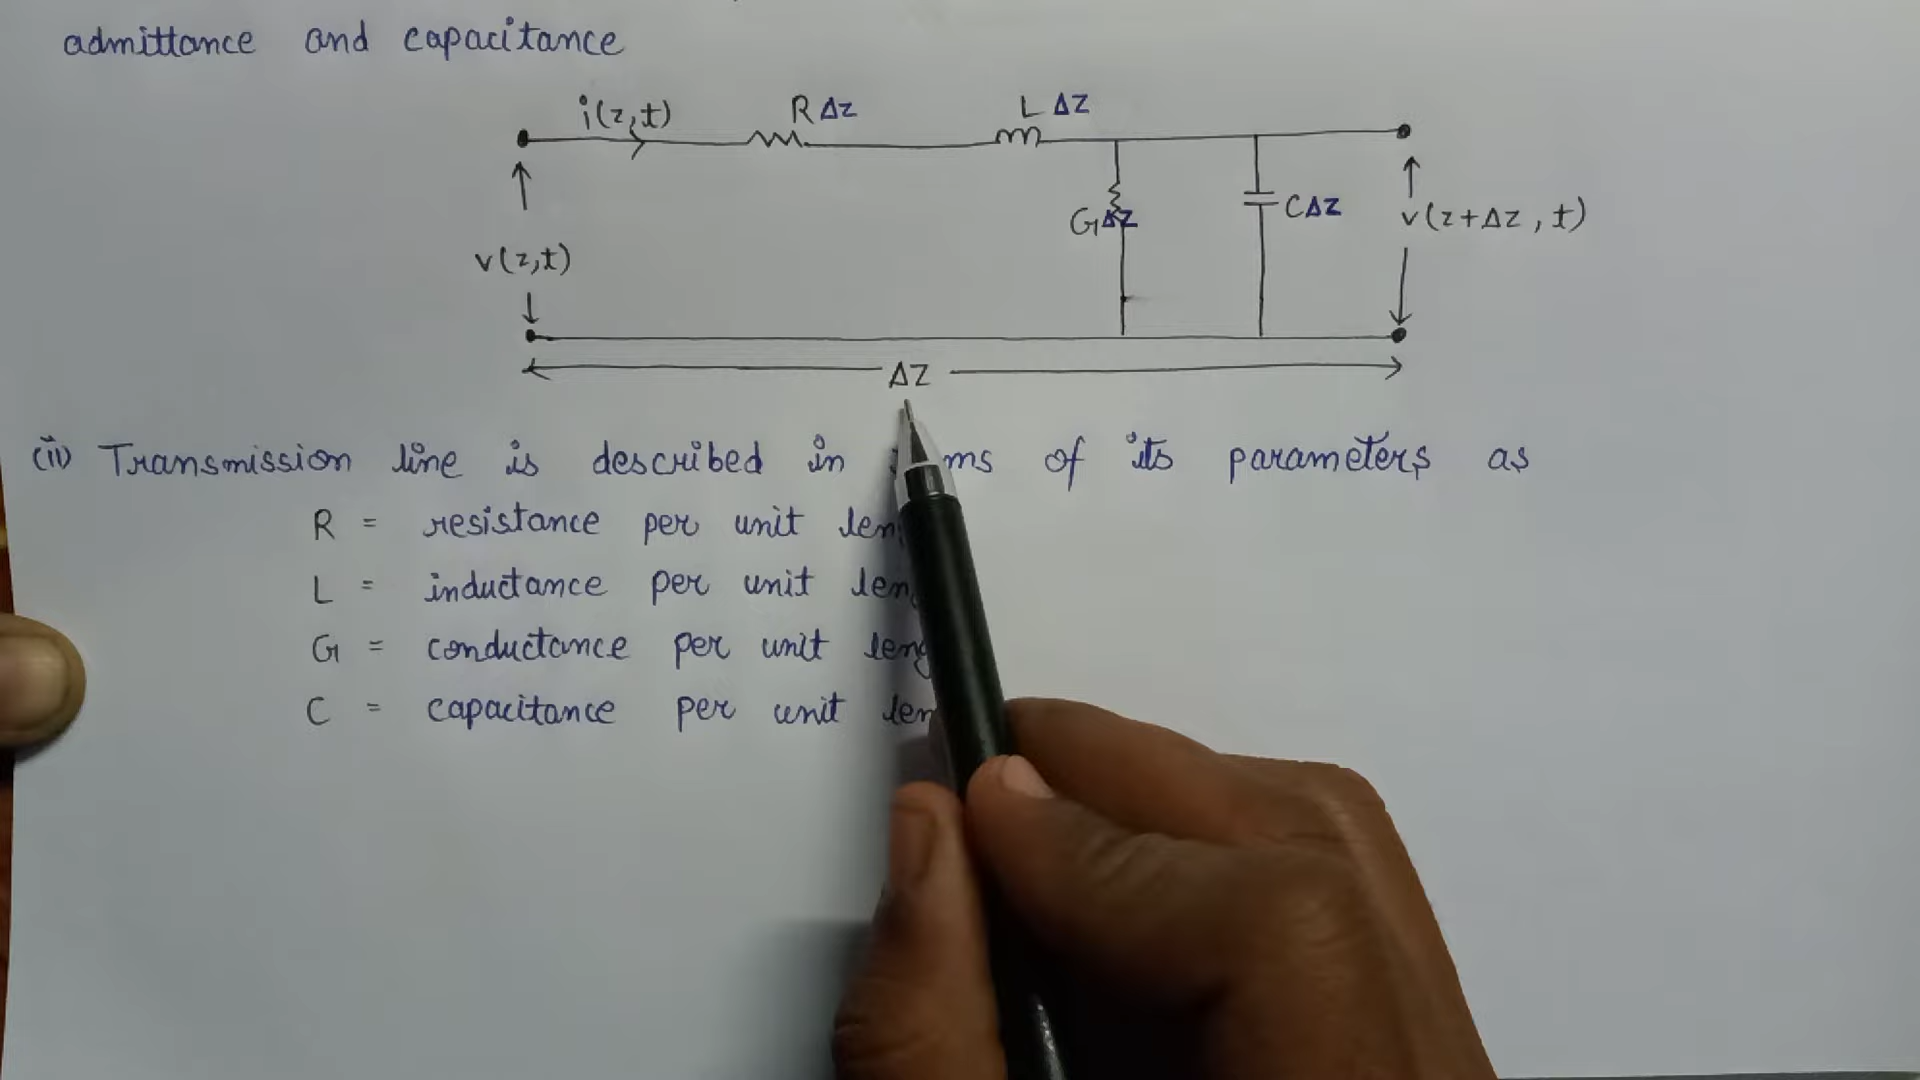 admittance and capacitance
i(z,t) RΔz LΔz
GΔz CΔz v(z+Δz, t)
v(z,t)
Δz
(ii) Transmission line is described in of its parameters as
R = resistance per unit
L = inductance per unit
G = conductance per unit
C = capacitance per unit